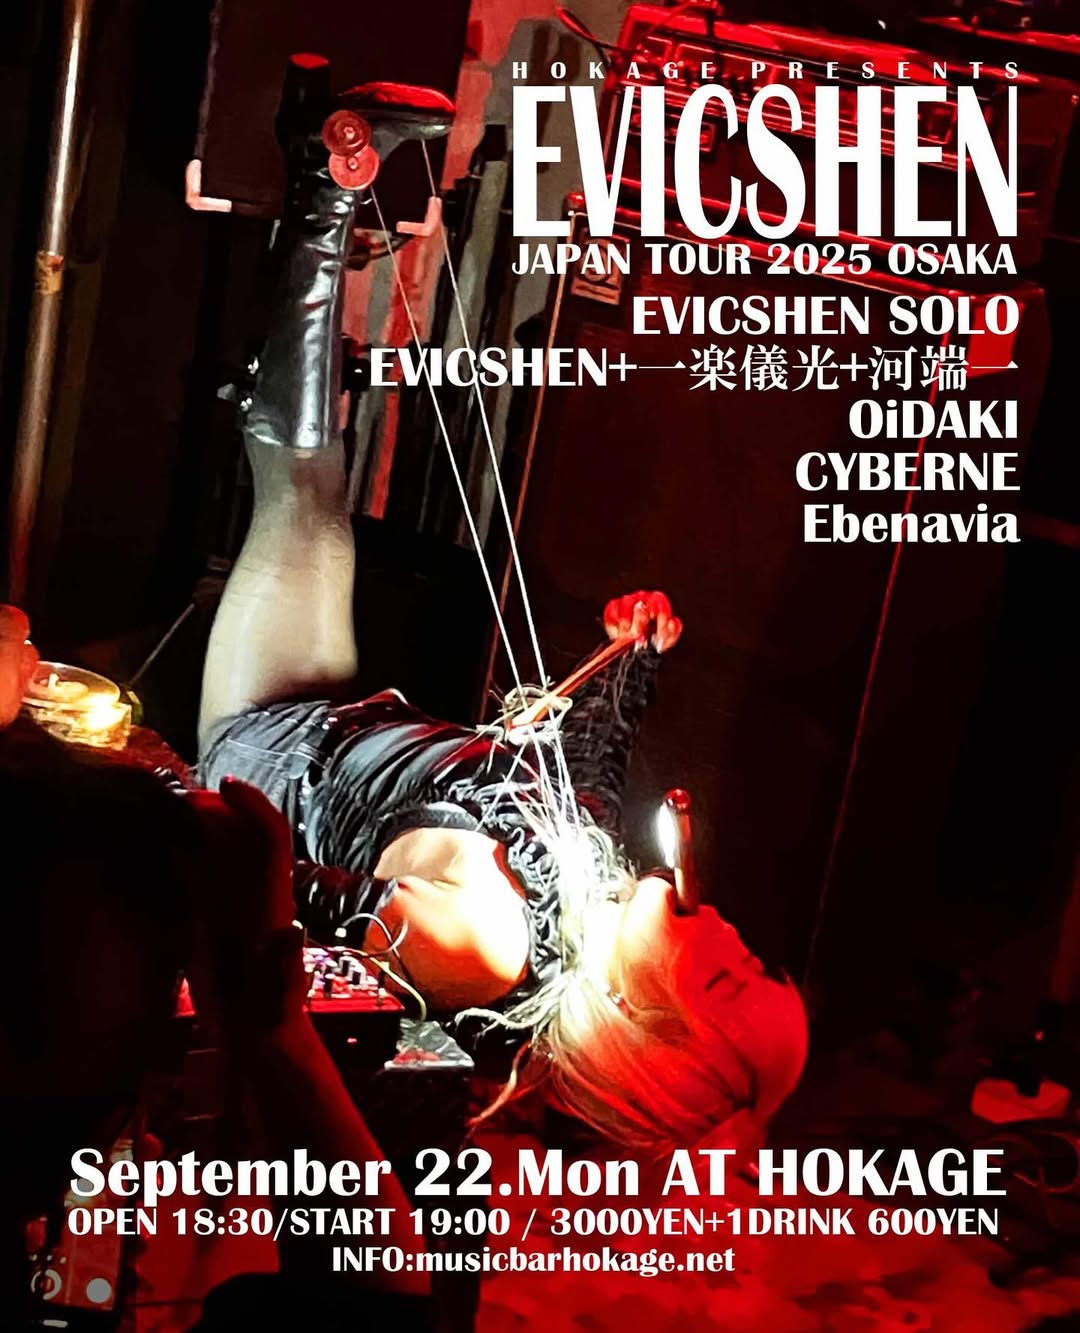 HOKAGE PRESENTS
EVICSHEN
JAPAN TOUR 2025 OSAKA
EVICSHEN SOLO
EVICSHEN+一楽儀光+河端一
OiDAKI
CYBERNE
Ebenavia
September 22.Mon AT HOKAGE
OPEN 18:30/START 19:00 / 3000YEN+1DRINK 600YEN
INFO:musicbarhokage.net